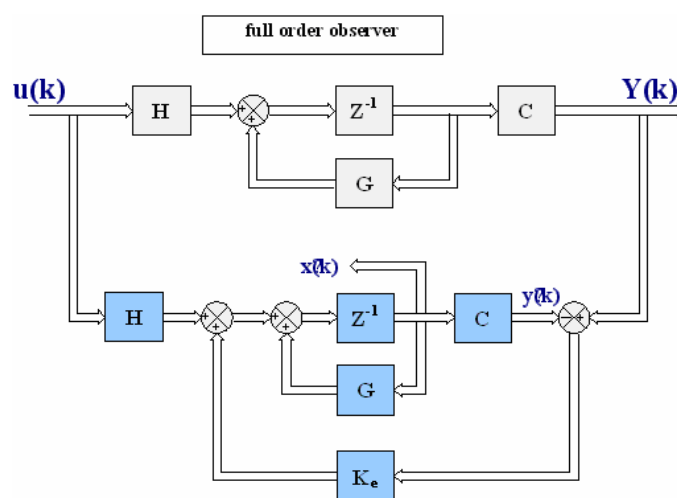 full order observer
u(k)
Y(k)
H
+
+
Z-1
C
G
x̃(k)
ỹ(k)
H
+
+
+
+
Z-1
C
−
+
G
Ke